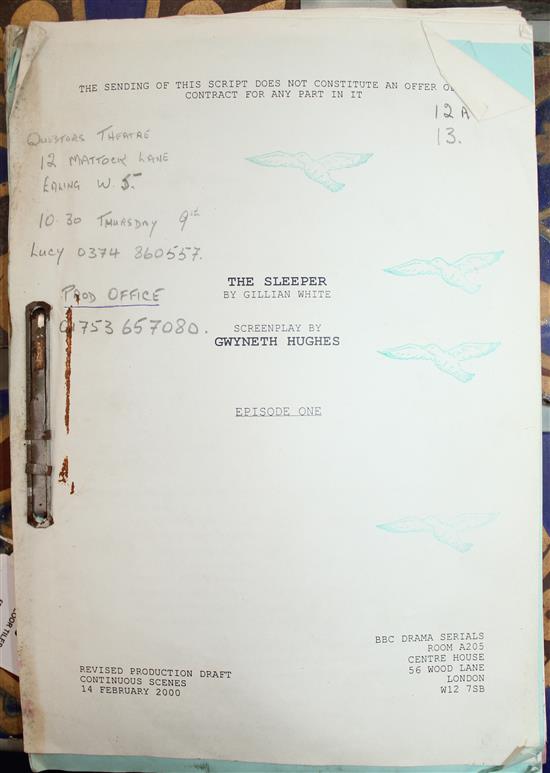 THE SENDING OF THIS SCRIPT DOES NOT CONSTITUTE AN OFFER
CONTRACT FOR ANY PART IN IT
12A
13.
QUESTORS THEATRE
12 MATTOCK LANE
EALING W.5.
10.30 THURSDAY 9th
LUCY 0374 860557.
PROD OFFICE
01753 657080.
THE SLEEPER
BY GILLIAN WHITE
SCREENPLAY BY
GWYNETH HUGHES
EPISODE ONE
REVISED PRODUCTION DRAFT
CONTINUOUS SCENES
14 FEBRUARY 2000
BBC DRAMA SERIALS
ROOM A205
CENTRE HOUSE
56 WOOD LANE
LONDON
W12 7SB